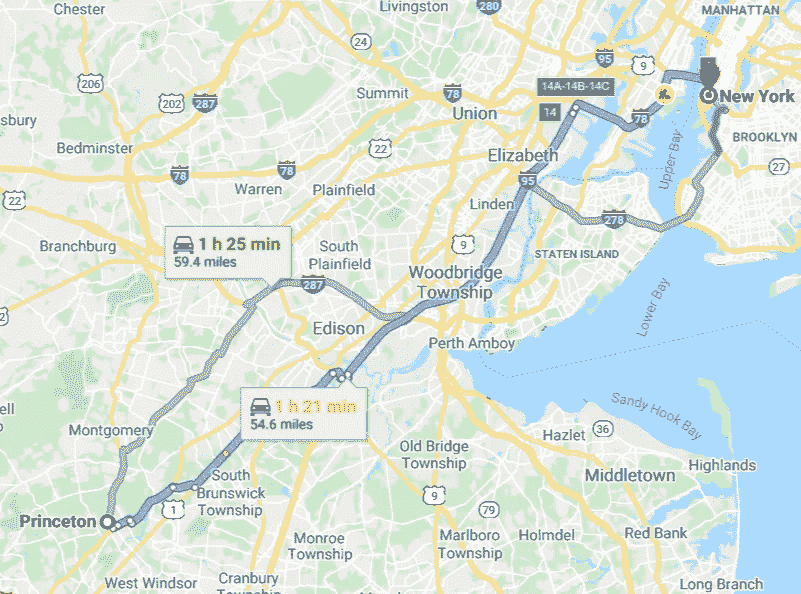 Chester
Livingston
280
MANHATTAN
24
95
9
206
14A-14B-14C
202
287
Summit
78
Union
14
New York
78
Bedminster
22
Elizabeth
Upper Bay
BROOKLYN
78
78
95
27
22
Warren
Plainfield
Linden
278
Branchburg
1 h 25 min
59.4 miles
South
Plainfield
9
STATEN ISLAND
287
Woodbridge
Township
Lower Bay
Edison
Perth Amboy
1 h 21 min
54.6 miles
Sandy Hook Bay
Montgomery
Old Bridge
Township
Hazlet
36
Highlands
South
Brunswick
Township
Middletown
1
9
79
Princeton
Monroe
Township
Marlboro
Township
Holmdel
Red Bank
West Windsor
Cranbury
Long Branch